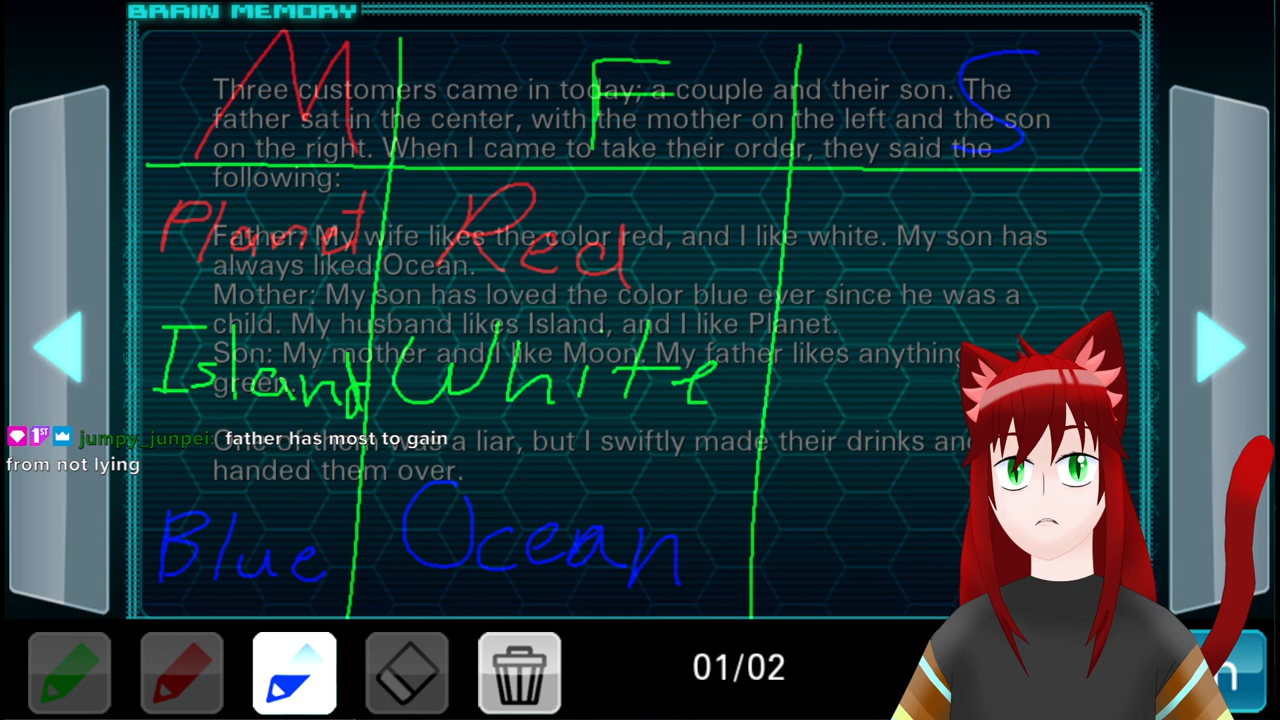 BRAIN MEMORY
M F S
Three customers came in today; a couple and their son. The
father sat in the center, with the mother on the left and the son
on the right. When I came to take their order, they said the
following:
Planet Red
Father: My wife likes the color red, and I like white. My son has
always liked Ocean.
Mother: My son has loved the color blue ever since he was a
child. My husband likes Island, and I like Planet.
Son: My mother and I like Moon. My father likes anything
green.
Island White
jumpy_junpei: father has most to gain
from not lying
One of them was a liar, but I swiftly made their drinks and
handed them over.
Blue Ocean
01/02